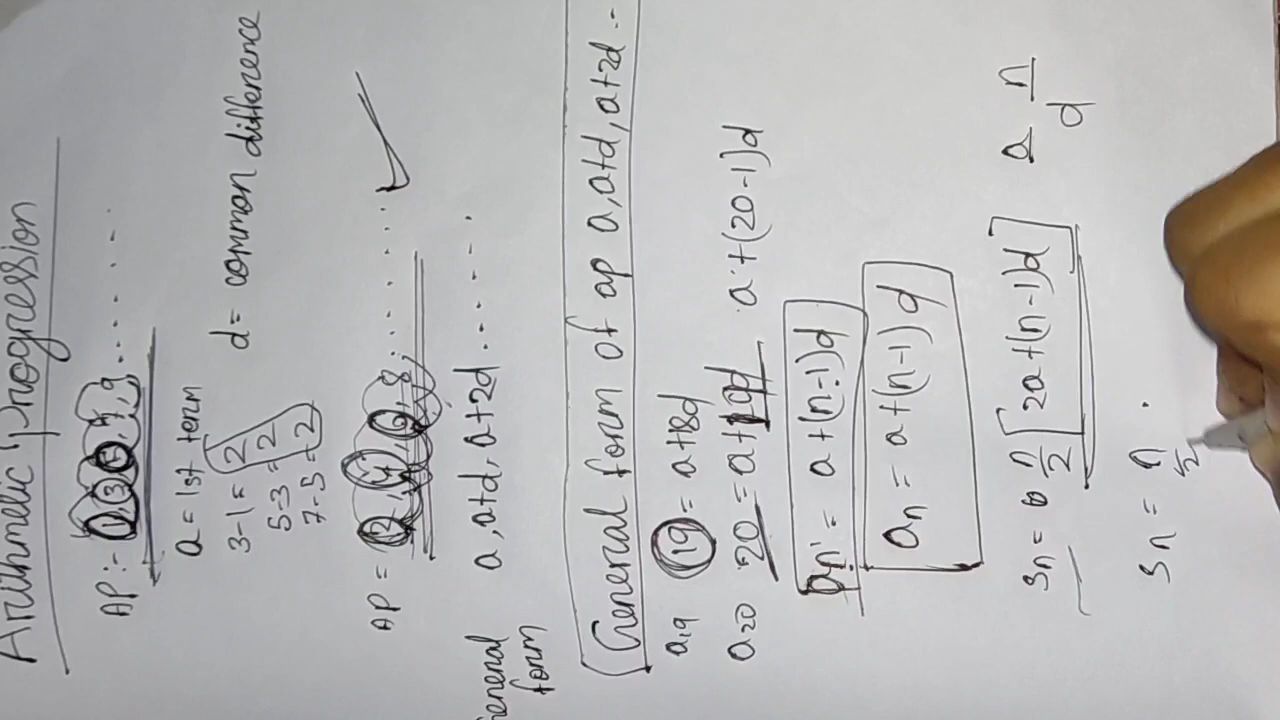 Arithmetic Progression
AP :- 1, 3, 5, 7, 9, ......
a = 1st term
d = common difference
3-1 = 2
5-3 = 2
7-5 = 2
AP = 2, 4, 6, 8, ......
General form
a, a+d, a+2d ......
General form of ap a, a+d, a+2d ..
a19 19 = a+18d
a20 20 = a+19d a+(20-1)d
n = a+(n-1)d
an = a+(n-1)d
Sn = n/2 [2a+(n-1)d]
a n
d
Sn = n/2